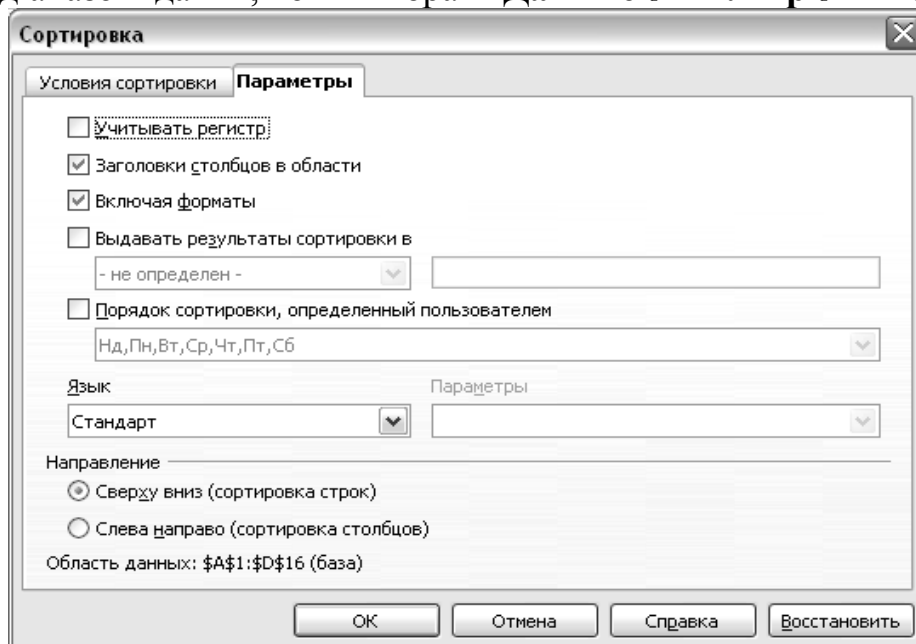 Сортировка
Условия сортировки Параметры
Учитывать регистр
Заголовки столбцов в области
Включая форматы
Выдавать результаты сортировки в
- не определен -
Порядок сортировки, определенный пользователем
Нд,Пн,Вт,Ср,Чт,Пт,Сб
Язык Параметры
Стандарт
Направление
Сверху вниз (сортировка строк)
Слева направо (сортировка столбцов)
Область данных: $A$1:$D$16 (база)
ОК Отмена Справка Восстановить